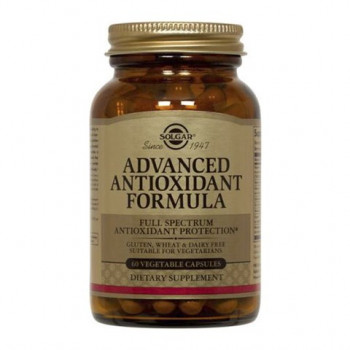 SOLGAR®
Since 1947
ADVANCED
ANTIOXIDANT
FORMULA
FULL SPECTRUM
ANTIOXIDANT PROTECTION*
GLUTEN, WHEAT & DAIRY FREE
SUITABLE FOR VEGETARIANS
60 VEGETABLE CAPSULES
DIETARY SUPPLEMENT